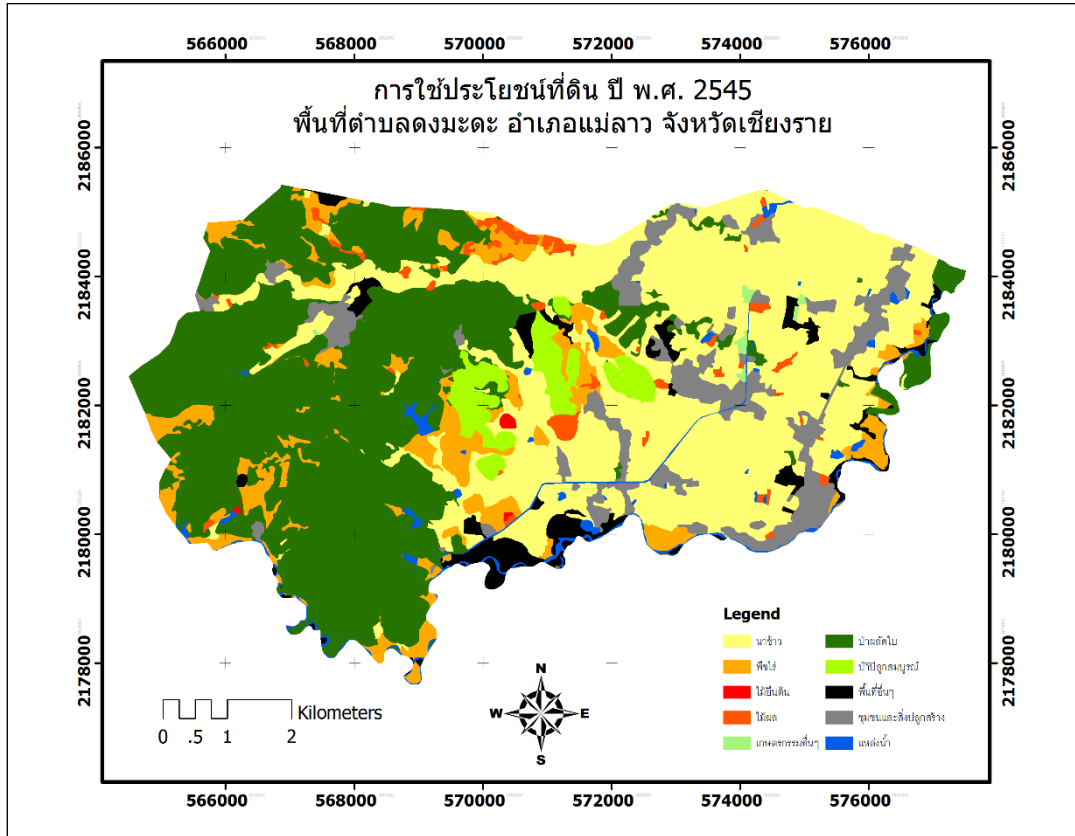 566000 568000 570000 572000 574000 576000
การใช้ประโยชน์ที่ดิน ปี พ.ศ. 2545
พื้นที่ตำบลดงมะดะ อำเภอแม่ลาว จังหวัดเชียงราย
2186000 2186000
2184000 2184000
2182000 2182000
2180000 2180000
2178000 2178000
Legend
นาข้าว ป่าผลัดใบ
พืชไร่ ป่าปลูกสมบูรณ์
ไม้ยืนต้น พื้นที่อื่นๆ
ไม้ผล ชุมชนและสิ่งปลูกสร้าง
เกษตรกรรมอื่นๆ แหล่งน้ำ
N
W E
S
Kilometers
0 .5 1 2
566000 568000 570000 572000 574000 576000